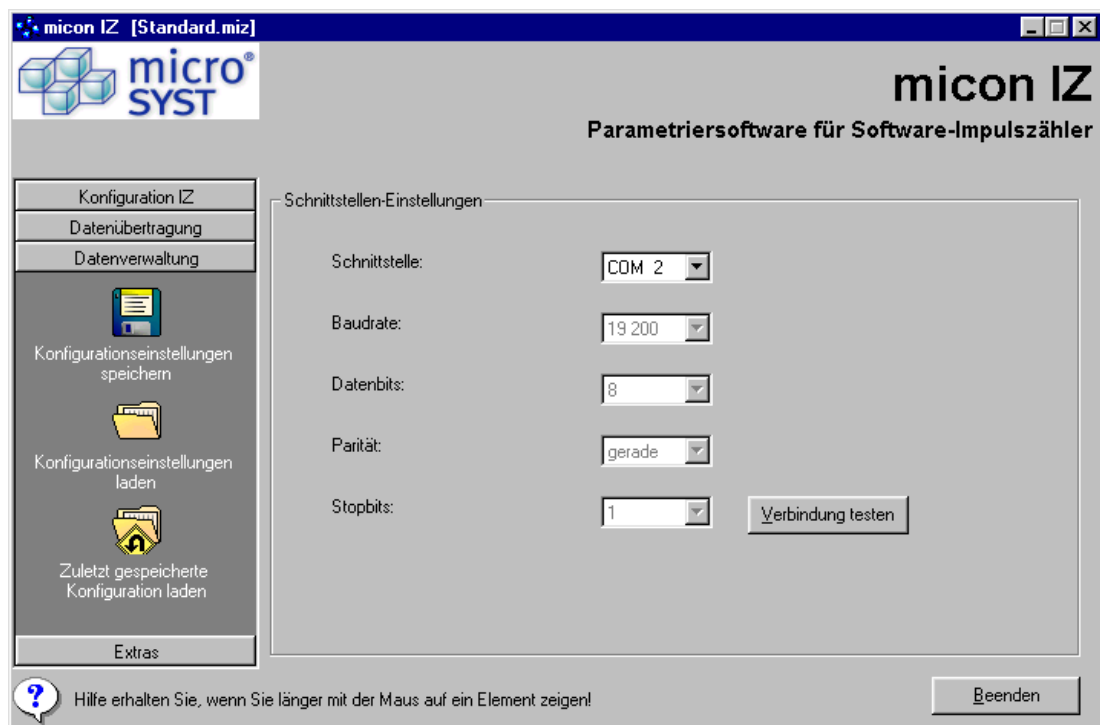 micon IZ [Standard.miz]
micro®
SYST
micon IZ
Parametriersoftware für Software-Impulszähler
Konfiguration IZ
Datenübertragung
Datenverwaltung
Konfigurationseinstellungen
speichern
Konfigurationseinstellungen
laden
Zuletzt gespeicherte
Konfiguration laden
Extras
Schnittstellen-Einstellungen
Schnittstelle: COM 2
Baudrate: 19 200
Datenbits: 8
Parität: gerade
Stopbits: 1 Verbindung testen
? Hilfe erhalten Sie, wenn Sie länger mit der Maus auf ein Element zeigen!
Beenden